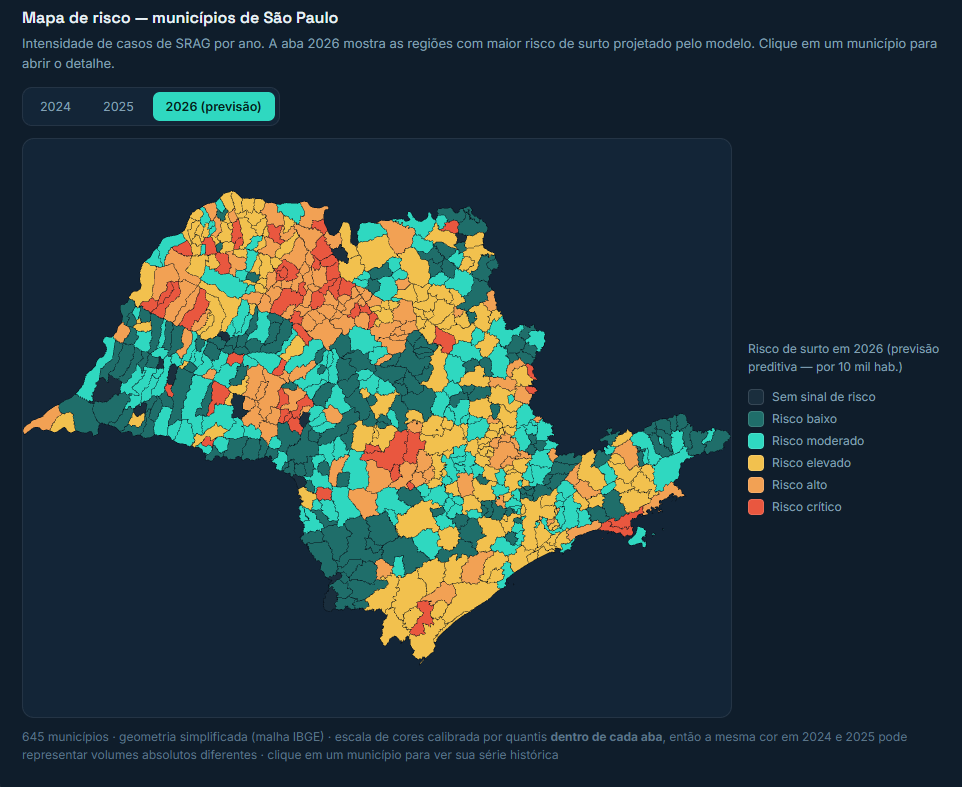 Mapa de risco — municípios de São Paulo
Intensidade de casos de SRAG por ano. A aba 2026 mostra as regiões com maior risco de surto projetado pelo modelo. Clique em um município para
abrir o detalhe.
2024 2025 2026 (previsão)
Risco de surto em 2026 (previsão
preditiva — por 10 mil hab.)
Sem sinal de risco
Risco baixo
Risco moderado
Risco elevado
Risco alto
Risco crítico
645 municípios · geometria simplificada (malha IBGE) · escala de cores calibrada por quantis dentro de cada aba, então a mesma cor em 2024 e 2025 pode
representar volumes absolutos diferentes · clique em um município para ver sua série histórica